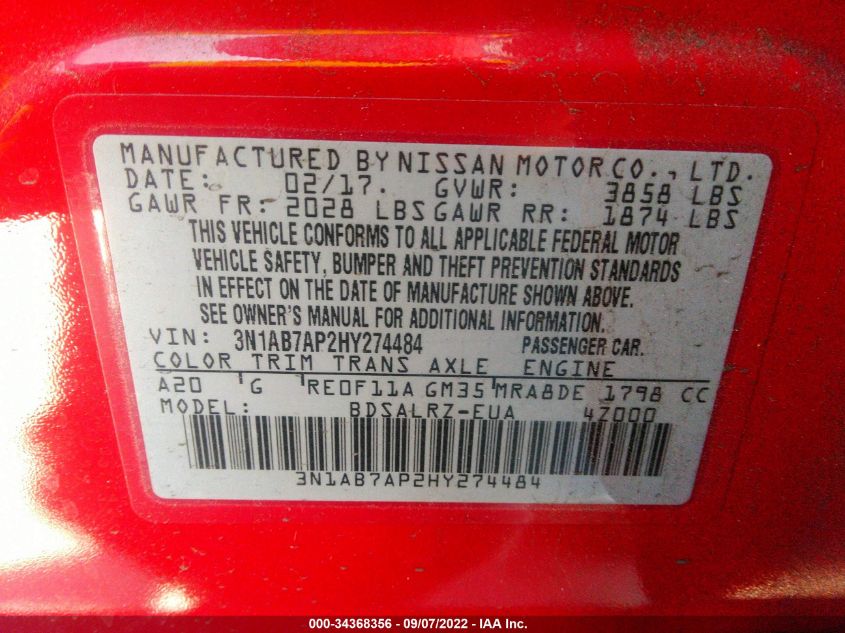 MANUFACTURED BY NISSAN MOTOR CO., LTD.
DATE: 02/17. GVWR: 3858 LBS
GAWR FR: 2028 LBS GAWR RR: 1874 LBS
THIS VEHICLE CONFORMS TO ALL APPLICABLE FEDERAL MOTOR
VEHICLE SAFETY, BUMPER AND THEFT PREVENTION STANDARDS
IN EFFECT ON THE DATE OF MANUFACTURE SHOWN ABOVE.
SEE OWNER'S MANUAL FOR ADDITIONAL INFORMATION.
VIN: 3N1AB7AP2HY274484 PASSENGER CAR.
COLOR TRIM TRANS AXLE ENGINE
A20 G RE0F11A GM35 MRA8DE 1798 CC
MODEL: BDSALRZ-EUA 4Z000
3N1AB7AP2HY274484
000-34368356 - 09/07/2022 - IAA Inc.